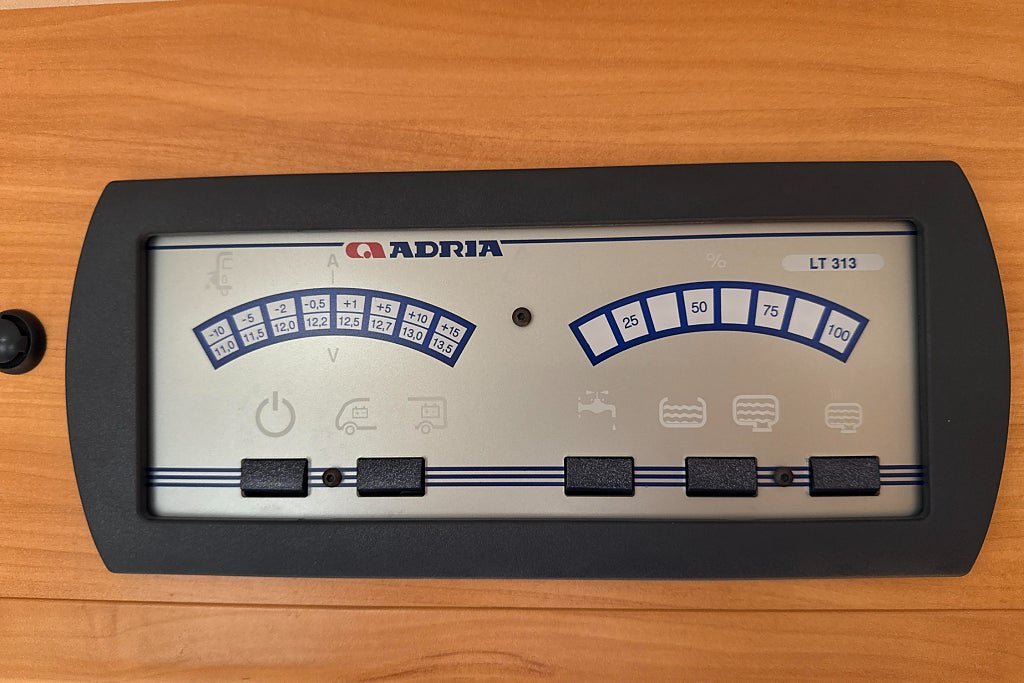 ADRIA
A
%
LT 313
-10 -5 -2 -0,5 +1 +5 +10 +15
11,0 11,5 12,0 12,2 12,5 12,7 13,0 13,5
25 50 75 100
V